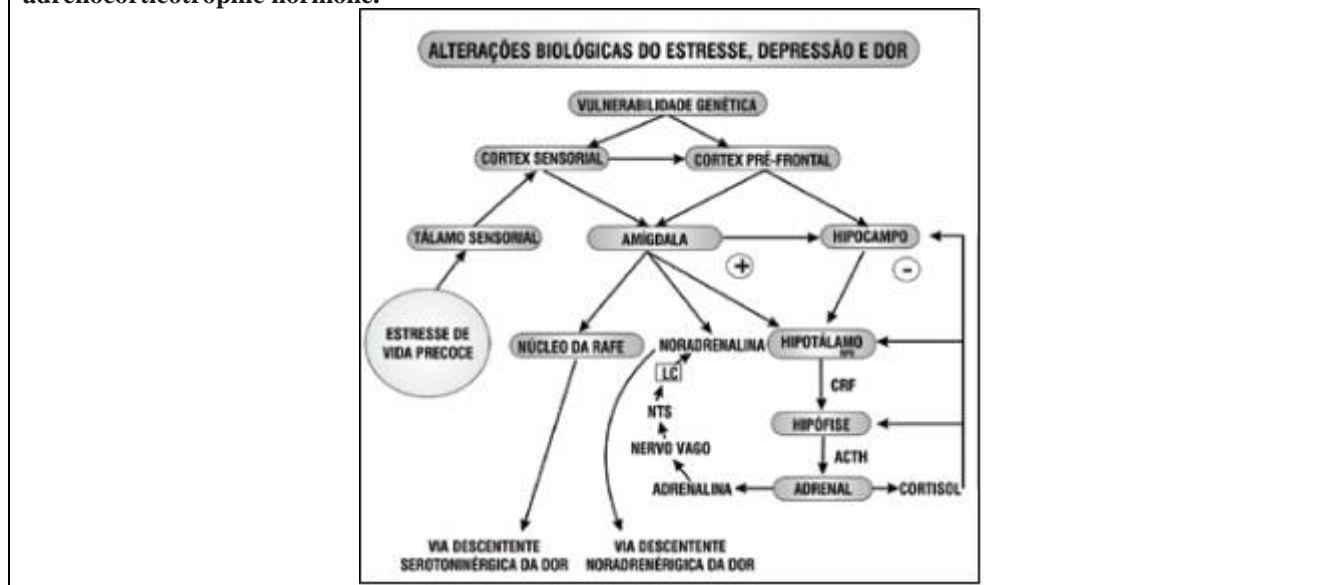 adrenocorticotropine hormone.
ALTERAÇÕES BIOLÓGICAS DO ESTRESSE, DEPRESSÃO E DOR
VULNERABILIDADE GENÉTICA
CORTEX SENSORIAL
CORTEX PRÉ-FRONTAL
TÁLAMO SENSORIAL
AMÍGDALA
HIPOCAMPO
+
-
ESTRESSE DE
VIDA PRECOCE
NÚCLEO DA RAFE
NORADRENALINA
HIPOTÁLAMO
LC
CRF
NTS
HIPÓFISE
NERVO VAGO
ACTH
ADRENALINA
ADRENAL
CORTISOL
VIA DESCENTENTE
SEROTONINÉRGICA DA DOR
VIA DESCENTENTE
NORADRENÉRIGICA DA DOR